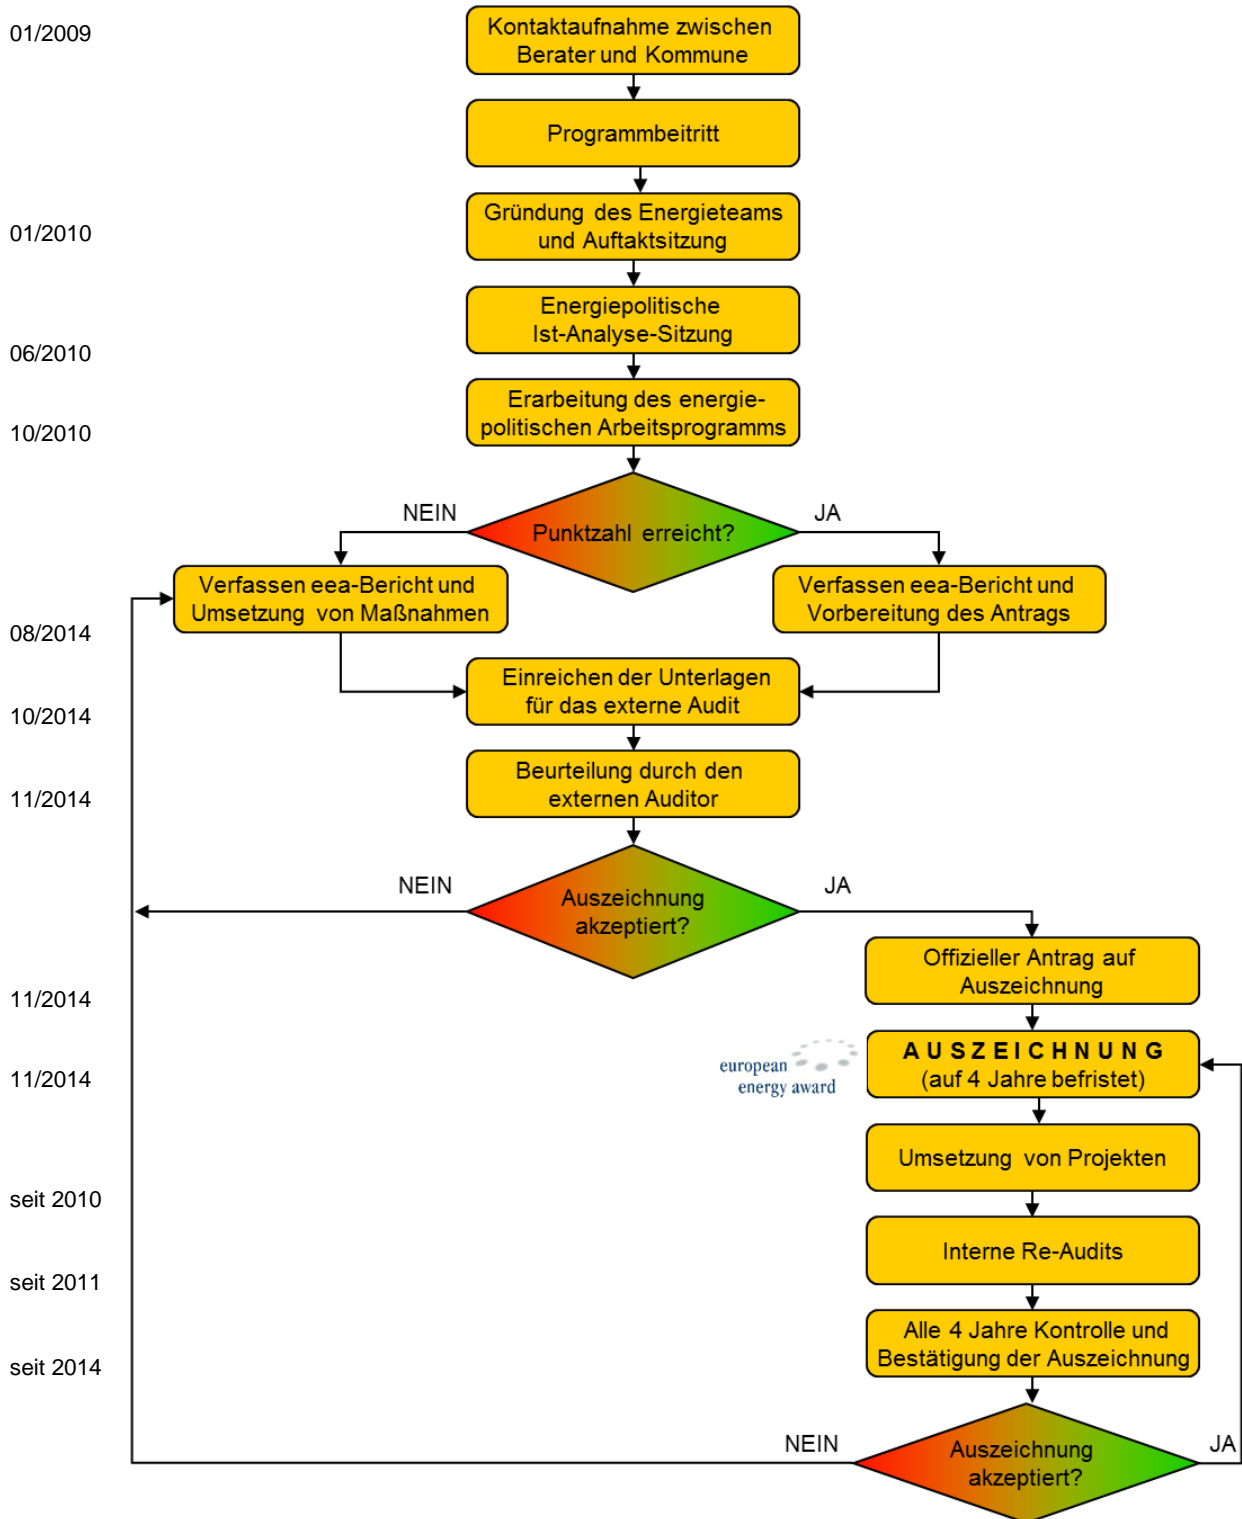 01/2009
Kontaktaufnahme zwischen
Berater und Kommune
Programmbeitritt
01/2010
Gründung des Energieteams
und Auftaktsitzung
Energiepolitische
Ist-Analyse-Sitzung
06/2010
Erarbeitung des energie-
politischen Arbeitsprogramms
10/2010
NEIN
Punktzahl erreicht?
JA
Verfassen eea-Bericht und
Umsetzung von Maßnahmen
Verfassen eea-Bericht und
Vorbereitung des Antrags
08/2014
Einreichen der Unterlagen
für das externe Audit
10/2014
Beurteilung durch den
externen Auditor
11/2014
NEIN
Auszeichnung
akzeptiert?
JA
Offizieller Antrag auf
Auszeichnung
11/2014
european
energy award
A U S Z E I C H N U N G
(auf 4 Jahre befristet)
11/2014
Umsetzung von Projekten
seit 2010
Interne Re-Audits
seit 2011
Alle 4 Jahre Kontrolle und
Bestätigung der Auszeichnung
seit 2014
NEIN
Auszeichnung
akzeptiert?
JA